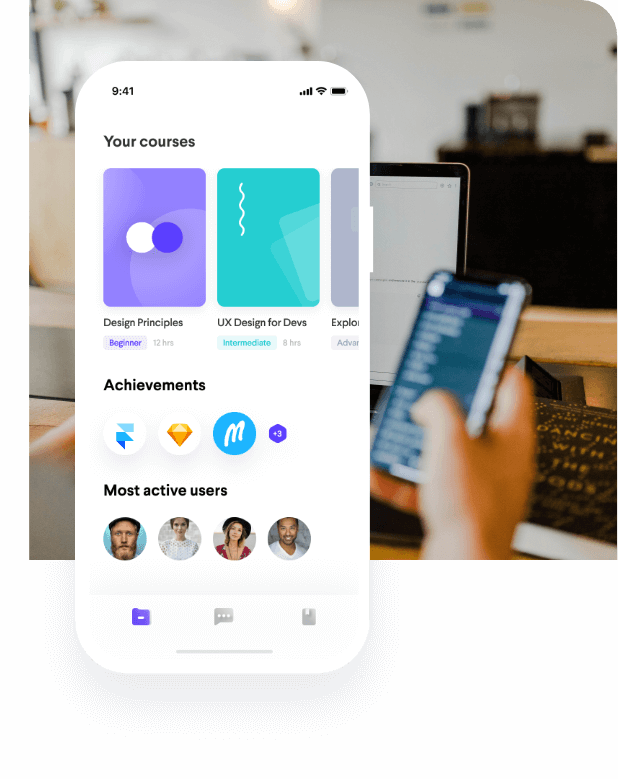 9:41
Your courses
Design Principles
Beginner 12 hrs
UX Design for Devs
Intermediate 8 hrs
Explor
Advan
Achievements
+3
Most active users